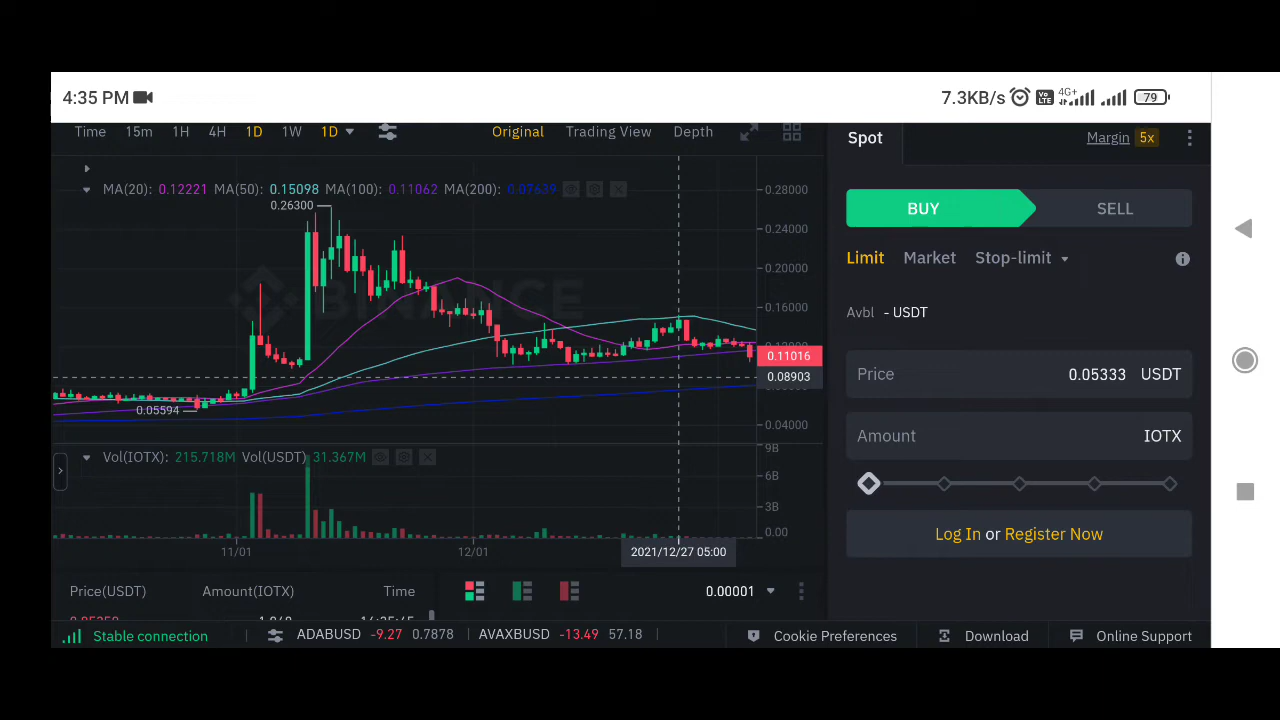 4:35 PM
7.3KB/s Vo LTE 4G+ 79
Time 15m 1H 4H 1D 1W 1D Original Trading View Depth
Spot Margin 5x
MA(20): 0.12221 MA(50): 0.15098 MA(100): 0.11062 MA(200): 0.07639
0.28000
0.26300
0.24000
0.20000
0.16000
0.12000
0.11016
0.08903
0.05594
0.04000
BINANCE
Vol(IOTX): 215.718M Vol(USDT) 31.367M
9B
6B
3B
0.00
11/01 12/01 2021/12/27 05:00
Price(USDT) Amount(IOTX) Time
0.00001
BUY SELL
Limit Market Stop-limit
Avbl - USDT
Price 0.05333 USDT
Amount IOTX
Log In or Register Now
Stable connection ADABUSD -9.27 0.7878 AVAXBUSD -13.49 57.18 Cookie Preferences Download Online Support